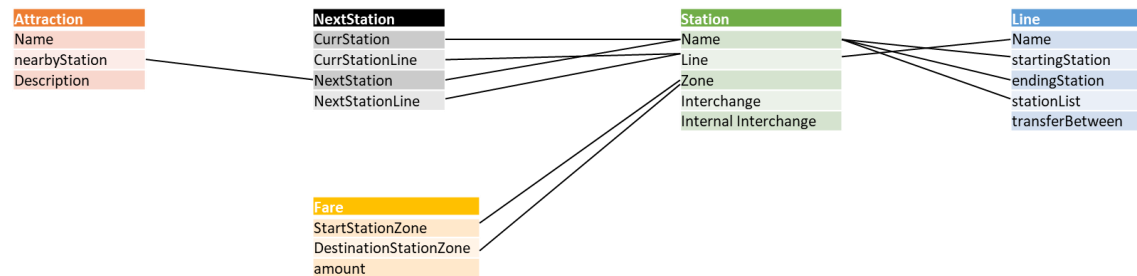 Attraction
Name
nearbyStation
Description
NextStation
CurrStation
CurrStationLine
NextStation
NextStationLine
Station
Name
Line
Zone
Interchange
Internal Interchange
Line
Name
startingStation
endingStation
stationList
transferBetween
Fare
StartStationZone
DestinationStationZone
amount